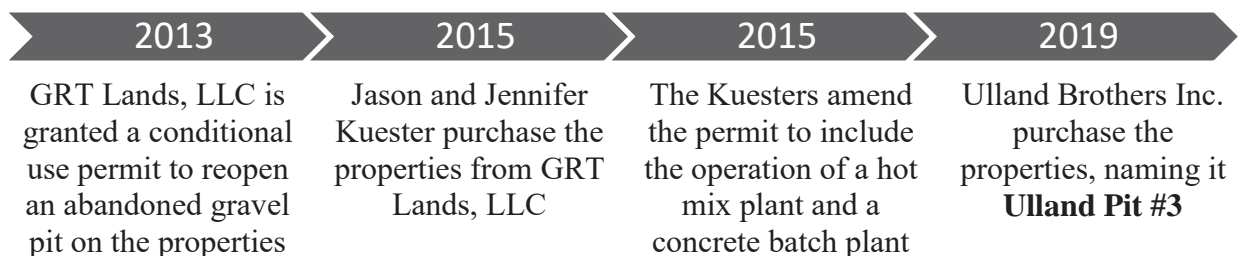 2013
GRT Lands, LLC is
granted a conditional
use permit to reopen
an abandoned gravel
pit on the properties
2015
Jason and Jennifer
Kuester purchase the
properties from GRT
Lands, LLC
2015
The Kuesters amend
the permit to include
the operation of a hot
mix plant and a
concrete batch plant
2019
Ulland Brothers Inc.
purchase the
properties, naming it
Ulland Pit #3